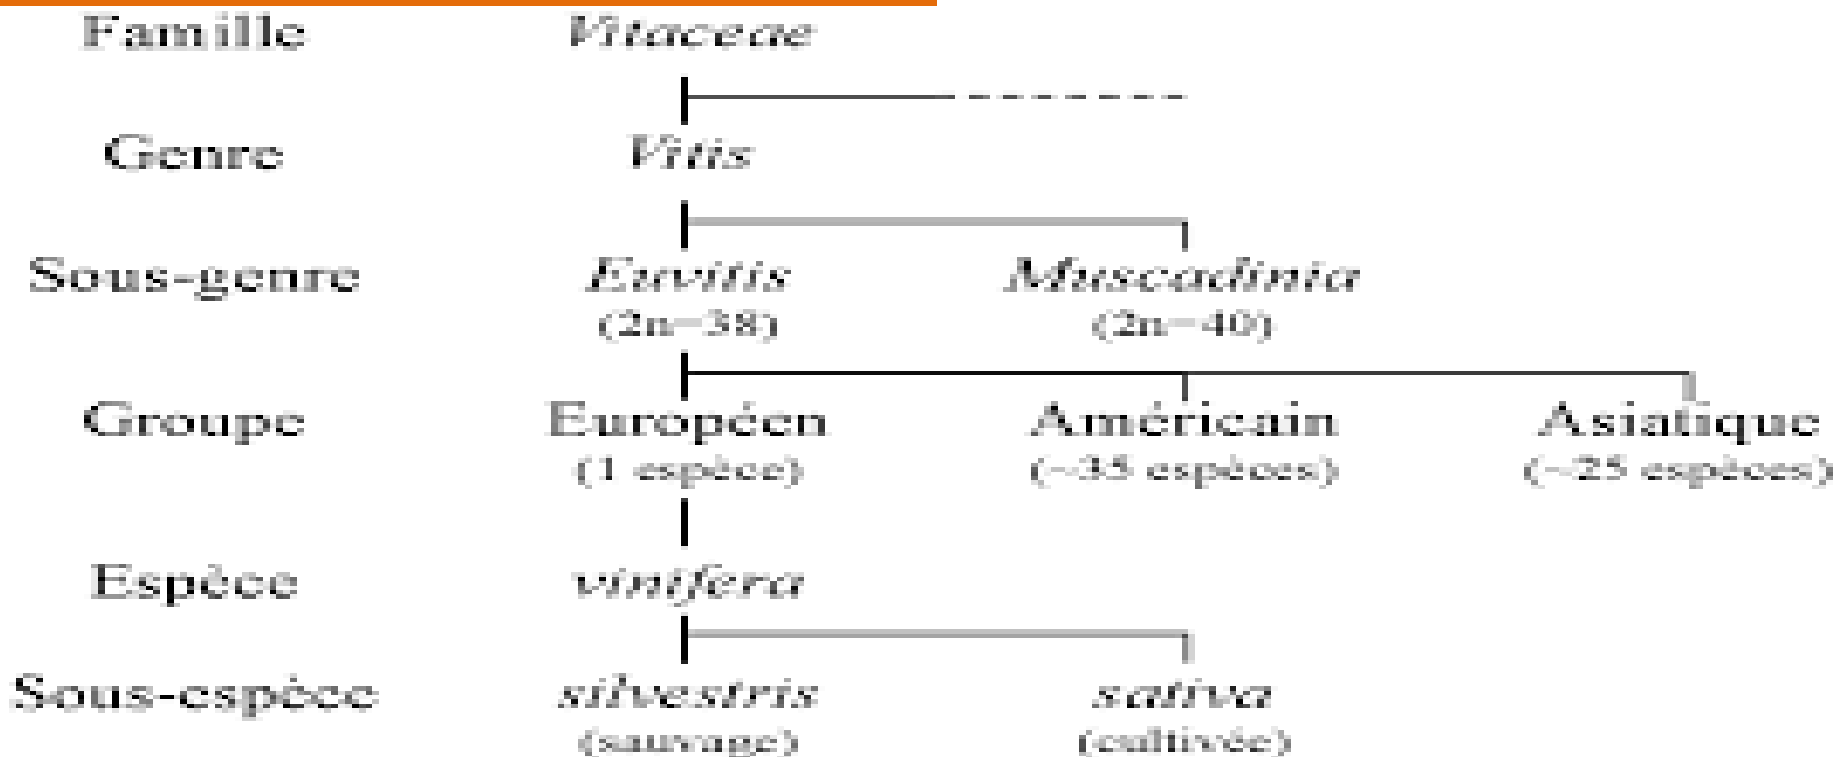 Famille Vitaceae
Genre Vitis
Sous-genre Euvitis Muscadinia
(2n=38) (2n=40)
Groupe Européen Américain Asiatique
(1 espèce) (~35 espèces) (~25 espèces)
Espèce vinifera
Sous-espèce silvestris sativa
(sauvage) (cultivée)